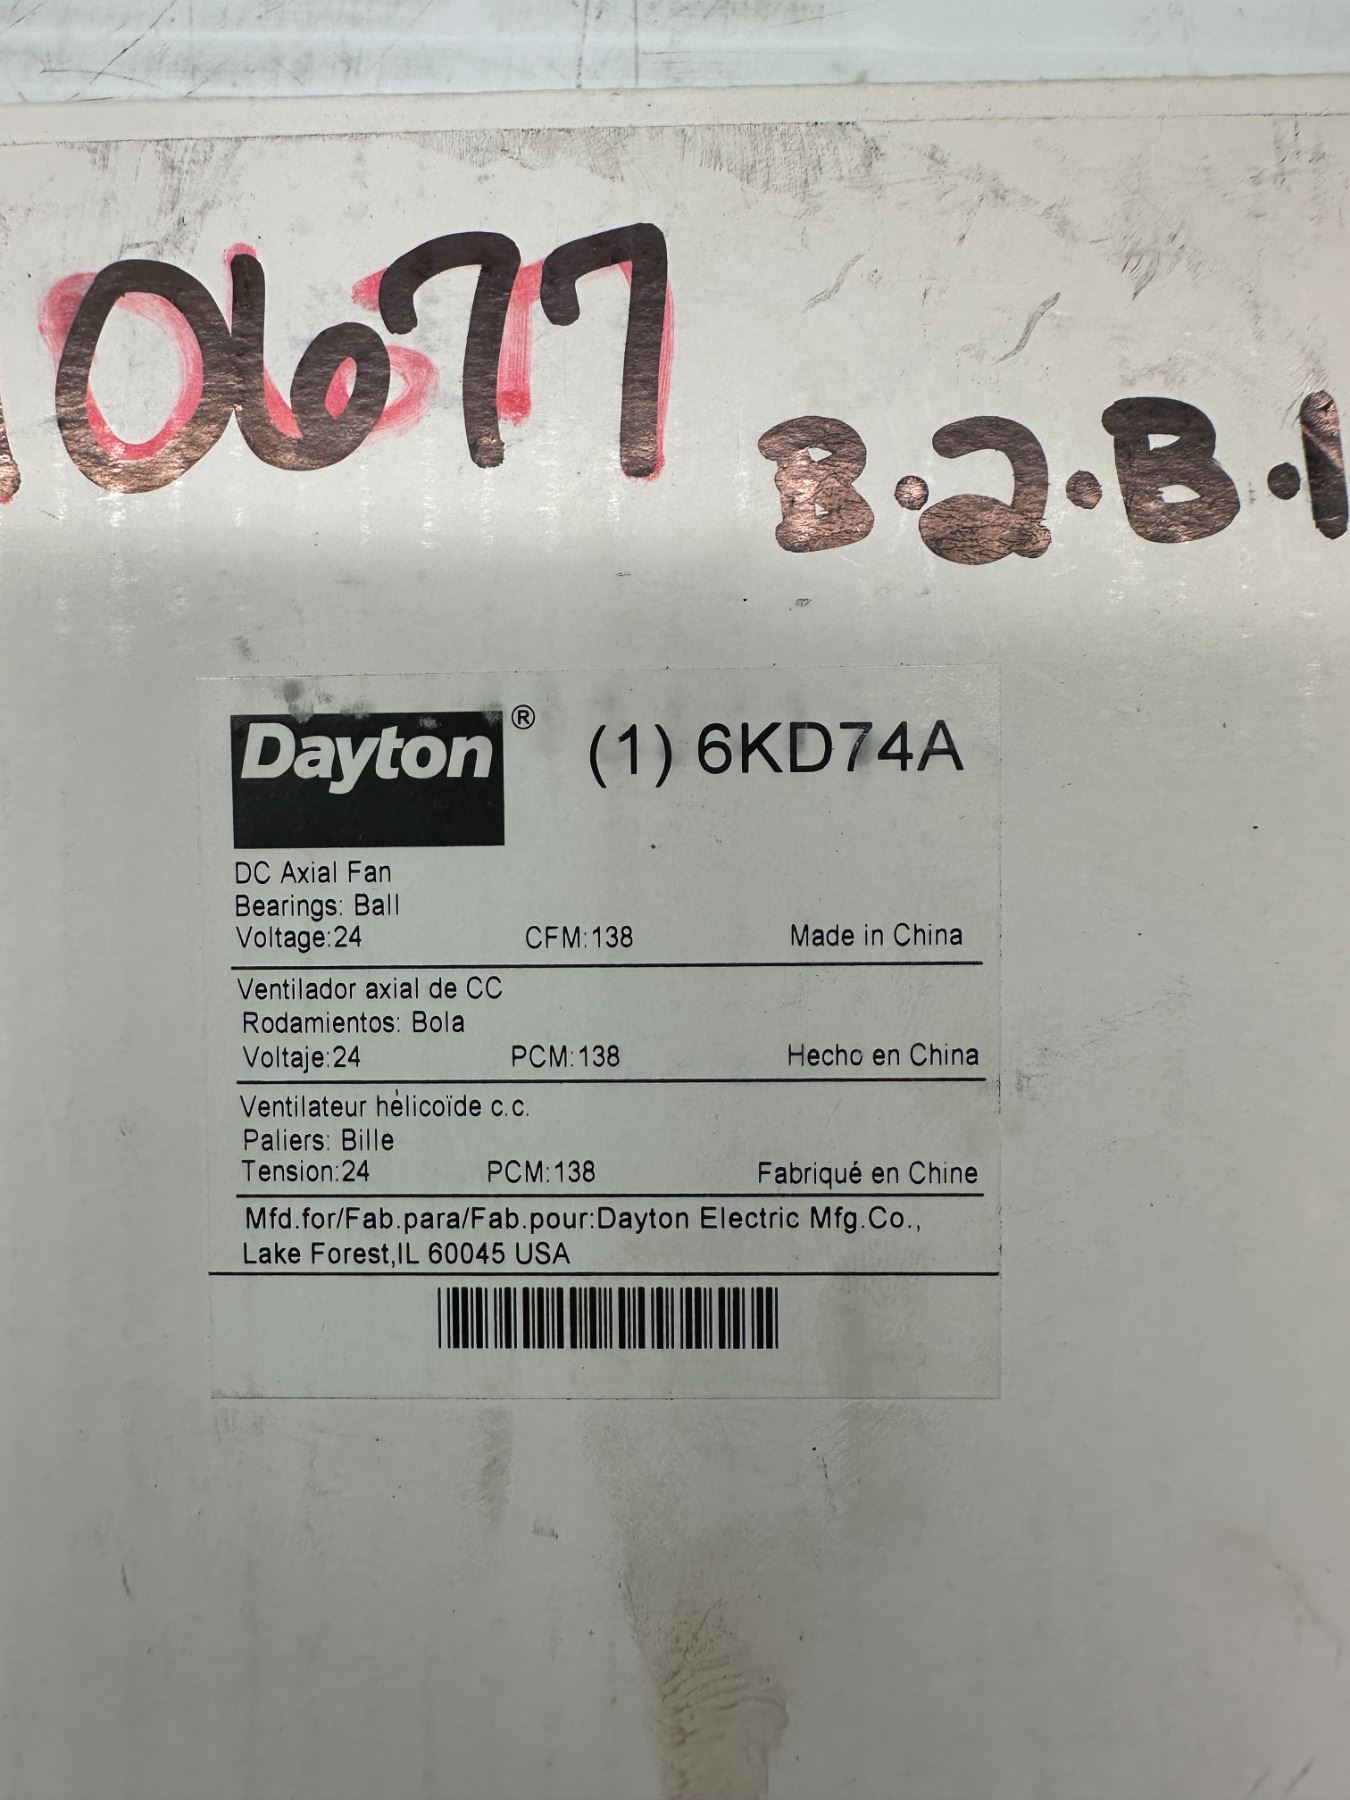 0677
B.2.B.1
Dayton® (1) 6KD74A
DC Axial Fan
Bearings: Ball
Voltage:24 CFM:138 Made in China
Ventilador axial de CC
Rodamientos: Bola
Voltaje:24 PCM:138 Hecho en China
Ventilateur hélicoïde c.c.
Paliers: Bille
Tension:24 PCM:138 Fabriqué en Chine
Mfd.for/Fab.para/Fab.pour:Dayton Electric Mfg.Co.,
Lake Forest,IL 60045 USA